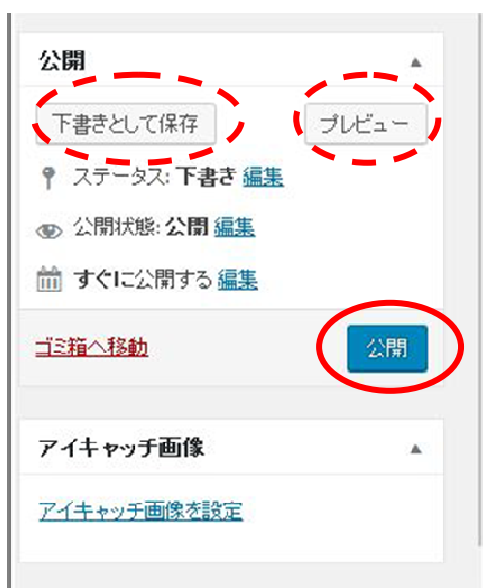 公開
下書きとして保存 プレビュー
ステータス: 下書き 編集
公開状態: 公開 編集
すぐに公開する 編集
ゴミ箱へ移動 公開
アイキャッチ画像
アイキャッチ画像を設定